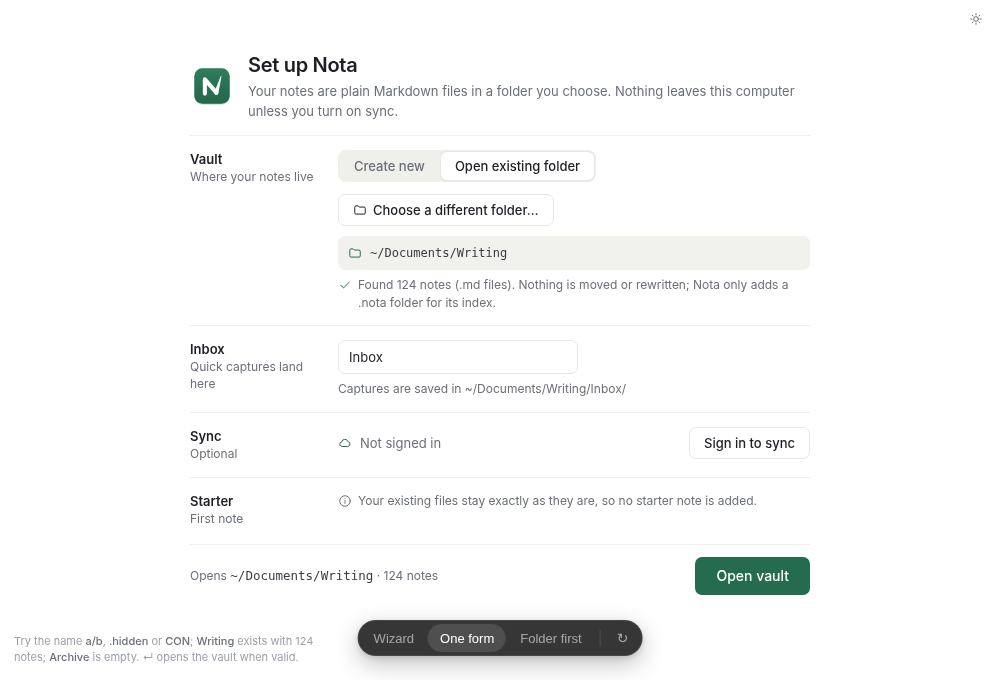 Set up Nota
Your notes are plain Markdown files in a folder you choose. Nothing leaves this computer
unless you turn on sync.
Vault
Where your notes live
Create new
Open existing folder
Choose a different folder...
~/Documents/Writing
Found 124 notes (.md files). Nothing is moved or rewritten; Nota only adds a
.nota folder for its index.
Inbox
Quick captures land
here
Inbox
Captures are saved in ~/Documents/Writing/Inbox/
Sync
Optional
Not signed in
Sign in to sync
Starter
First note
Your existing files stay exactly as they are, so no starter note is added.
Opens ~/Documents/Writing · 124 notes
Open vault
Try the name a/b, .hidden or CON; Writing exists with 124
notes; Archive is empty. ↵ opens the vault when valid.
Wizard
One form
Folder first
↻